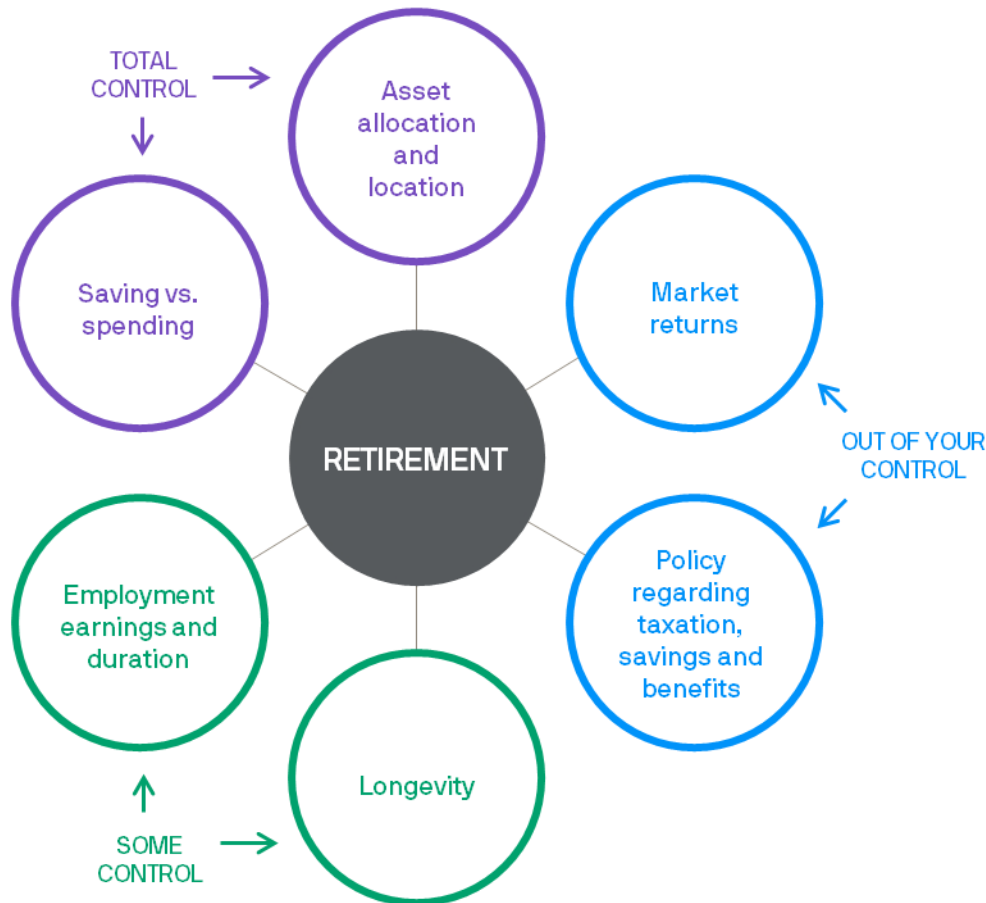 TOTAL
CONTROL
Asset
allocation
and
location
Saving vs.
spending
Market
returns
RETIREMENT
OUT OF YOUR
CONTROL
Employment
earnings and
duration
Policy
regarding
taxation,
savings and
benefits
Longevity
SOME
CONTROL